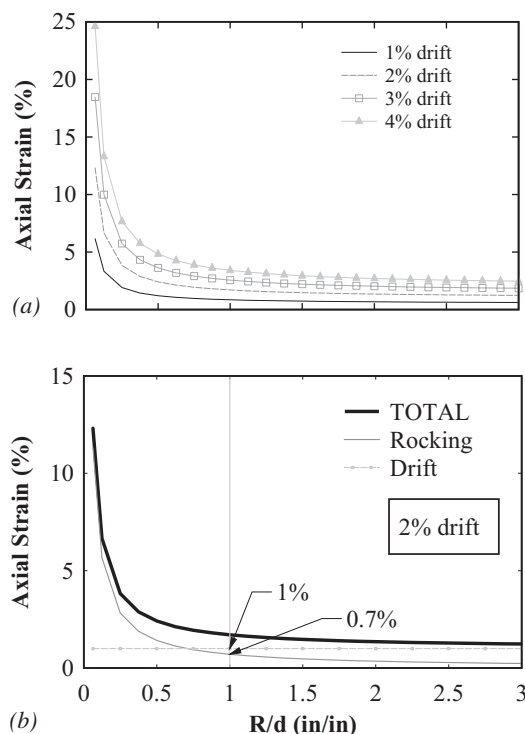 25
20
15
10
5
0
Axial Strain (%)
1% drift
2% drift
3% drift
4% drift
(a)
15
10
5
0
Axial Strain (%)
TOTAL
Rocking
Drift
2% drift
1%
0.7%
0 0.5 1 1.5 2 2.5 3
R/d (in/in)
(b)